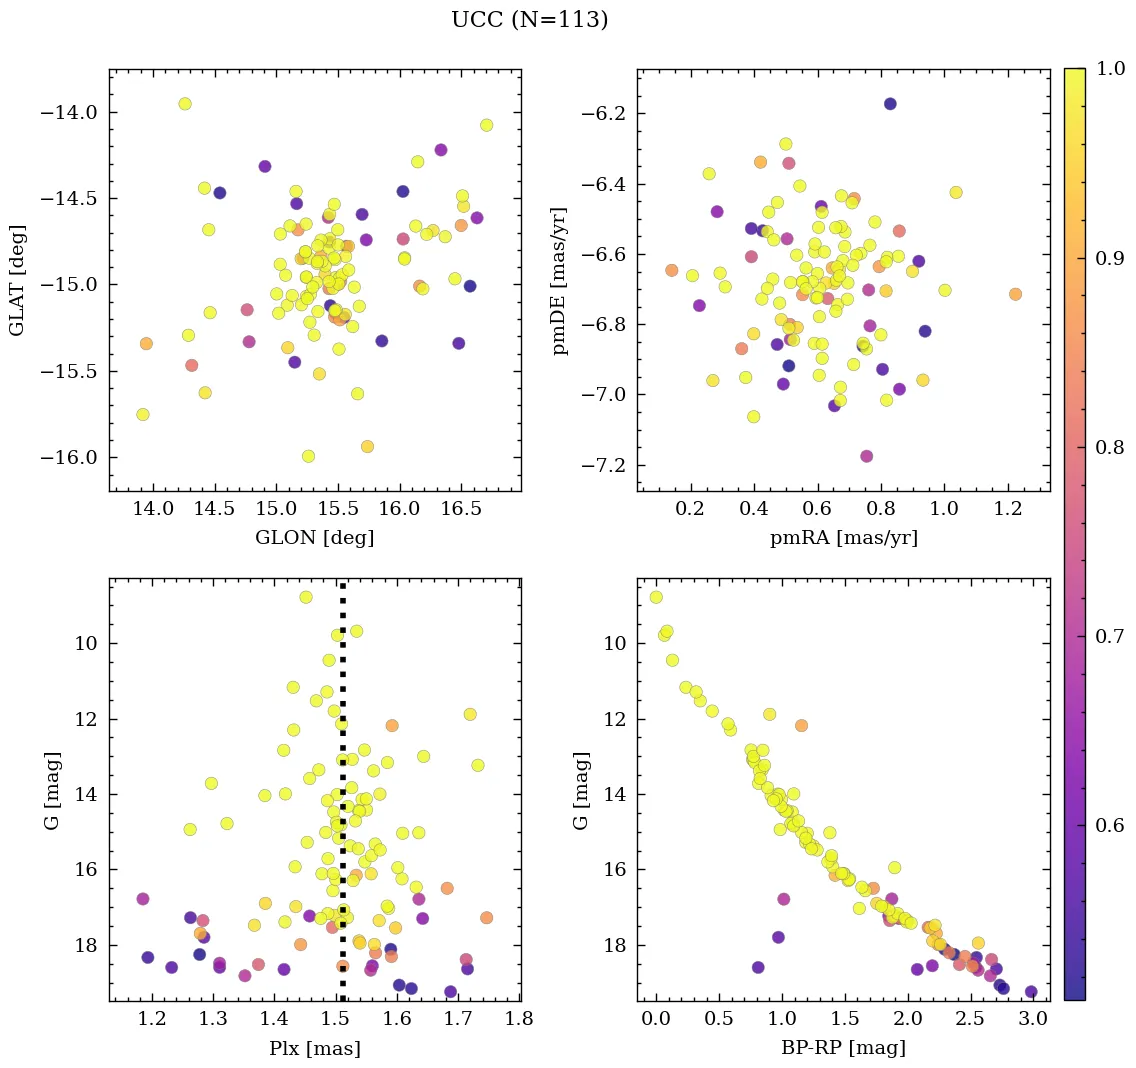 UCC (N=113)
−14.0
−14.5
−15.0
−15.5
−16.0
GLAT [deg]
14.0 14.5 15.0 15.5 16.0 16.5
GLON [deg]
−6.2
−6.4
−6.6
−6.8
−7.0
−7.2
pmDE [mas/yr]
0.2 0.4 0.6 0.8 1.0 1.2
pmRA [mas/yr]
10
12
14
16
18
G [mag]
1.2 1.3 1.4 1.5 1.6 1.7 1.8
Plx [mas]
10
12
14
16
18
G [mag]
0.0 0.5 1.0 1.5 2.0 2.5 3.0
BP-RP [mag]
1.0
0.9
0.8
0.7
0.6